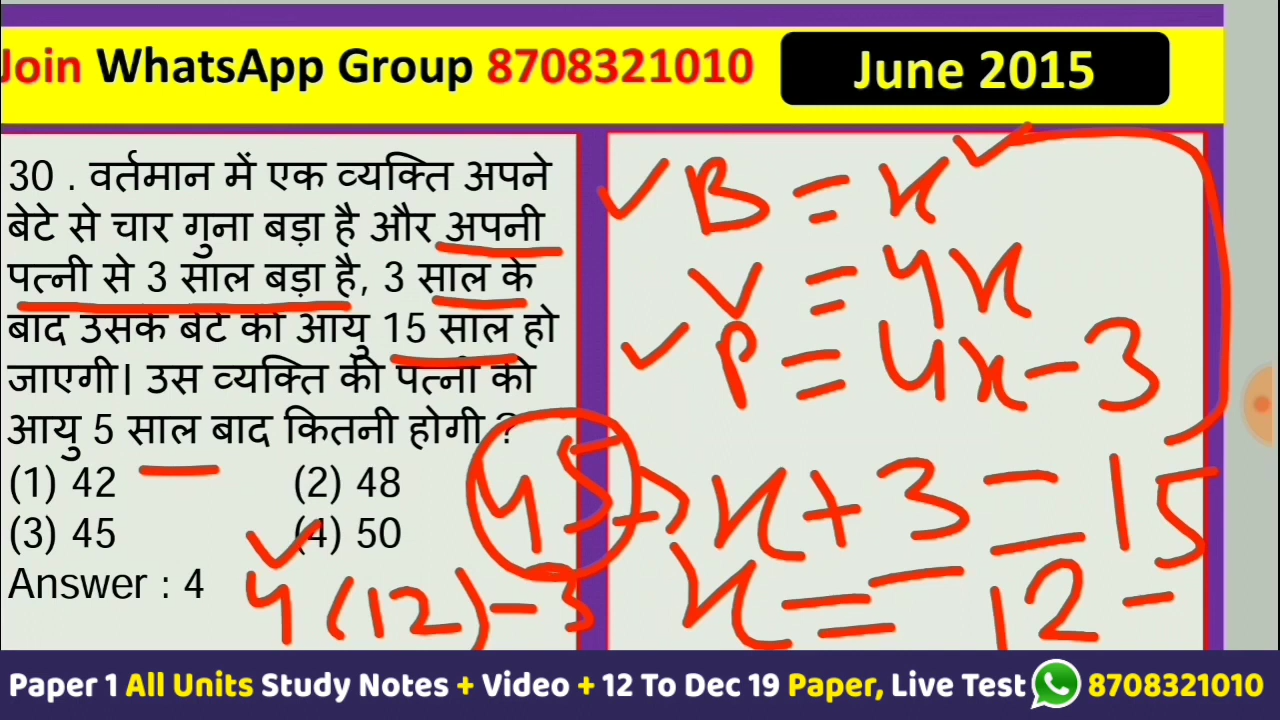 Join WhatsApp Group 8708321010
June 2015
30 . वर्तमान में एक व्यक्ति अपने
बेटे से चार गुना बड़ा है और अपनी
पत्नी से 3 साल बड़ा है, 3 साल के
बाद उसके बेटे की आयु 15 साल हो
जाएगी। उस व्यक्ति की पत्नी की
आयु 5 साल बाद कितनी होगी ?
(1) 42 (2) 48
(3) 45 (4) 50
Answer : 4
B = x
V = 4x
P = 4x-3
x+3 = 15
x = 12
45
4(12)-3
Paper 1 All Units Study Notes + Video + 12 To Dec 19 Paper, Live Test 8708321010